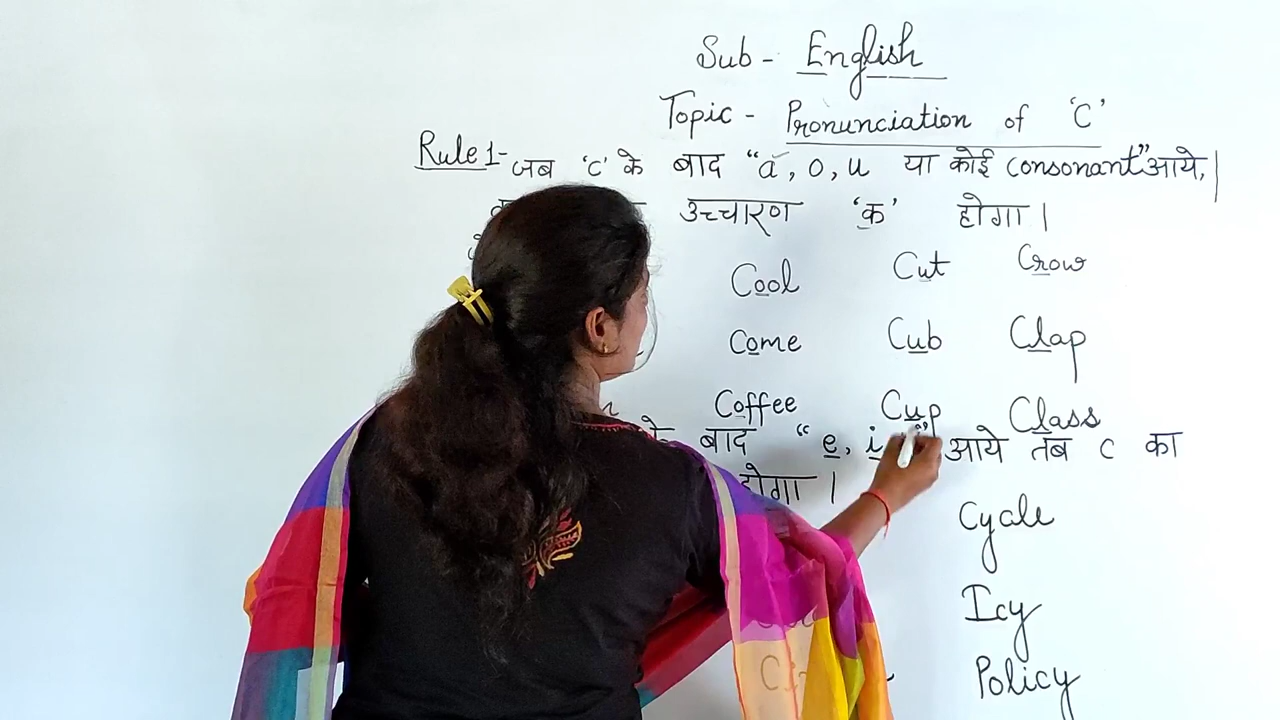 Sub - English
Topic - Pronunciation of 'C'
Rule 1- जब 'c' के बाद "a, o, u या कोई consonant" आये,
उच्चारण 'क' होगा।
Cool Cut Crow
Come Cub Clap
Coffee Cup Class
बाद "e, i आये तब C का
होगा।
Cycle
Icy
Policy